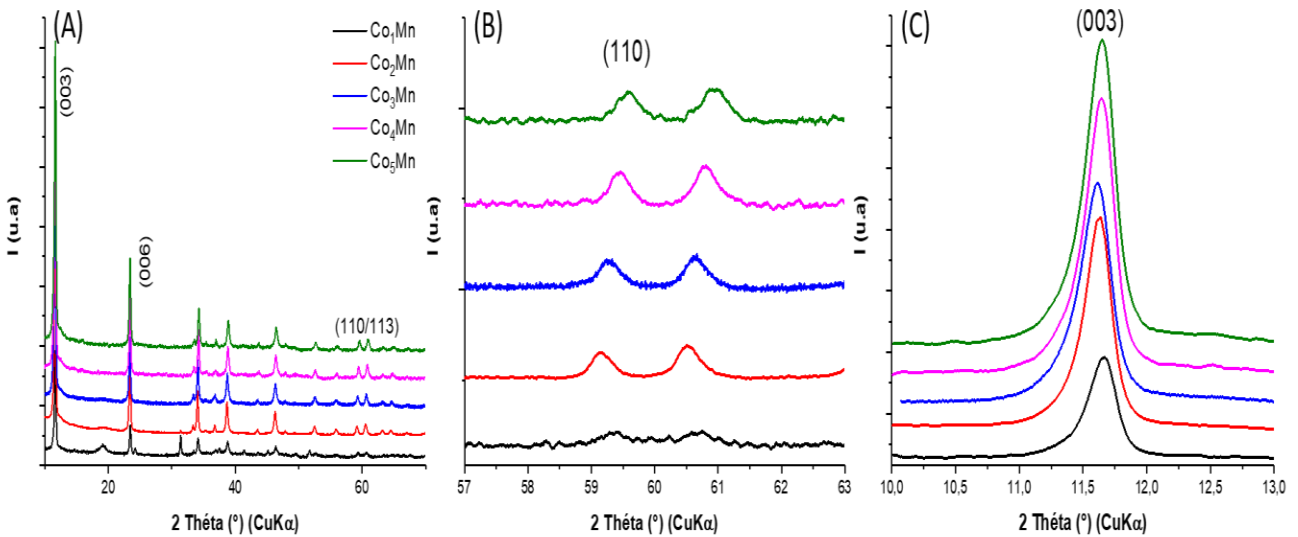 (A)
(003)
(006)
(110/113)
Co₁Mn
Co₂Mn
Co₃Mn
Co₄Mn
Co₅Mn
I (u.a)
20
40
60
2 Théta (°) (CuKα)
(B)
(110)
I (u.a)
57
58
59
60
61
62
63
2 Théta (°) (CuKα)
(C)
(003)
I (u.a)
10,0
10,5
11,0
11,5
12,0
12,5
13,0
2 Théta (°) (CuKα)